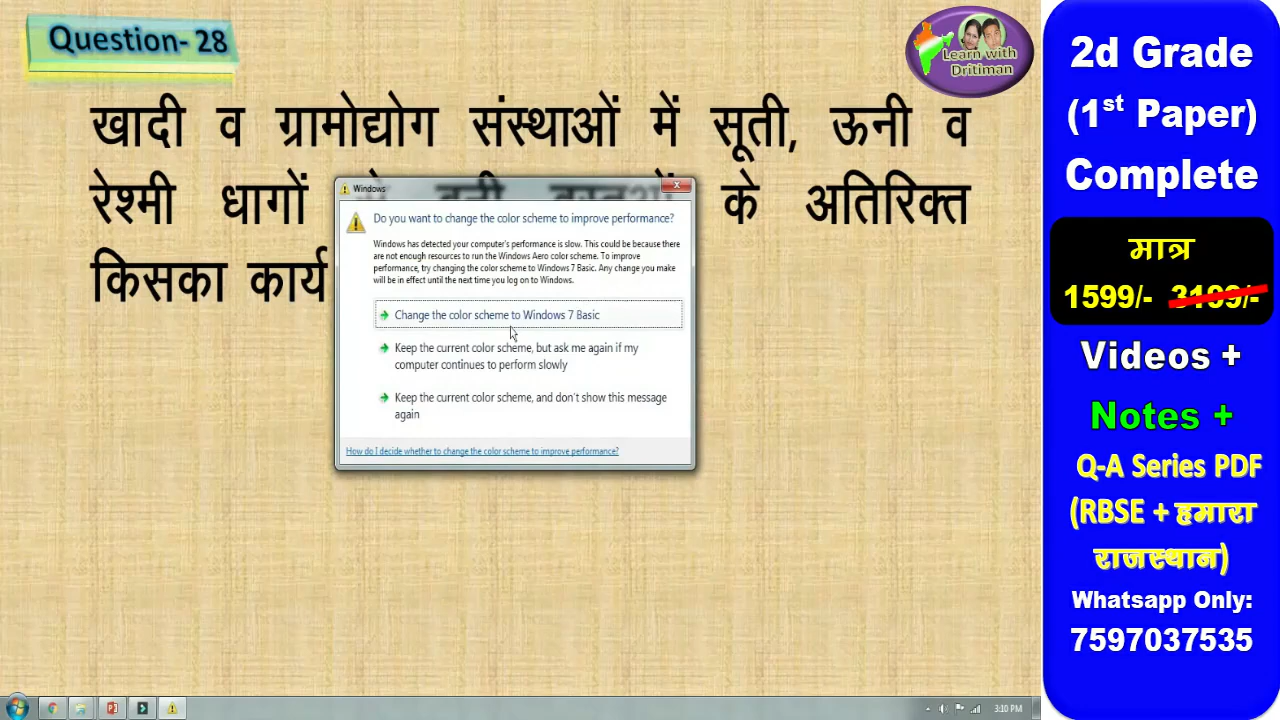 Question- 28
Learn with
Dritiman
खादी व ग्रामोद्योग संस्थाओं में सूती, ऊनी व
रेश्मी धागों के अतिरिक्त
किसका कार्य
Windows
Do you want to change the color scheme to improve performance?
Windows has detected your computer's performance is slow. This could be because there
are not enough resources to run the Windows Aero color scheme. To improve
performance, try changing the color scheme to Windows 7 Basic. Any change you make
will be in effect until the next time you log on to Windows.
Change the color scheme to Windows 7 Basic
Keep the current color scheme, but ask me again if my
computer continues to perform slowly
Keep the current color scheme, and don't show this message
again
How do I decide whether to change the color scheme to improve performance?
3:10 PM
2d Grade
(1st Paper)
Complete
मात्र
1599/- 3199/-
Videos +
Notes +
Q-A Series PDF
(RBSE + हमारा
राजस्थान)
Whatsapp Only:
7597037535